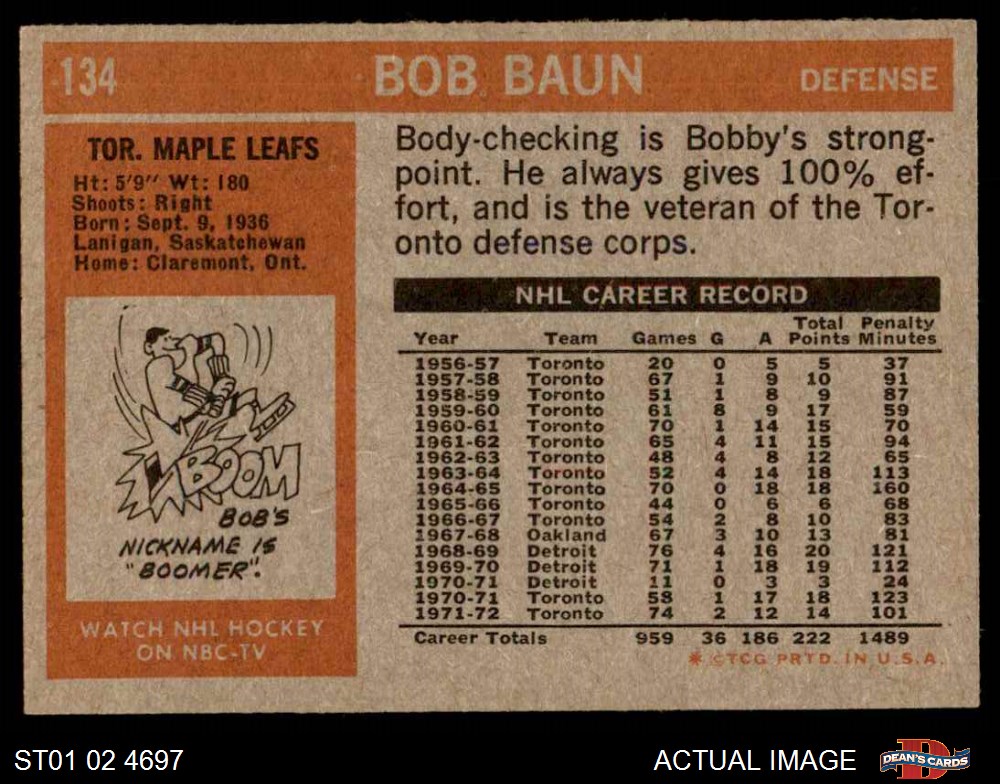 134 BOB BAUN DEFENSE
TOR. MAPLE LEAFS
Ht: 5'9" Wt: 180
Shoots: Right
Born: Sept. 9, 1936
Lanigan, Saskatchewan
Home: Claremont, Ont.
BOOM
BOB'S
NICKNAME IS
"BOOMER".
WATCH NHL HOCKEY
ON NBC-TV
Body-checking is Bobby's strong-
point. He always gives 100% ef-
fort, and is the veteran of the Tor-
onto defense corps.
NHL CAREER RECORD
Year Team Games G A Total Points Penalty Minutes
1956-57 Toronto 20 0 5 5 37
1957-58 Toronto 67 1 9 10 91
1958-59 Toronto 51 1 8 9 87
1959-60 Toronto 61 8 9 17 59
1960-61 Toronto 70 1 14 15 70
1961-62 Toronto 65 4 11 15 94
1962-63 Toronto 48 4 8 12 65
1963-64 Toronto 52 4 14 18 113
1964-65 Toronto 70 0 18 18 160
1965-66 Toronto 44 0 6 6 68
1966-67 Toronto 54 2 8 10 83
1967-68 Oakland 67 3 10 13 81
1968-69 Detroit 76 4 16 20 121
1969-70 Detroit 71 1 18 19 112
1970-71 Detroit 11 0 3 3 24
1970-71 Toronto 58 1 17 18 123
1971-72 Toronto 74 2 12 14 101
Career Totals 959 36 186 222 1489
* ©TCG PRTD. IN U.S.A.
ST01 02 4697
ACTUAL IMAGE
D
DEAN'S CARDS